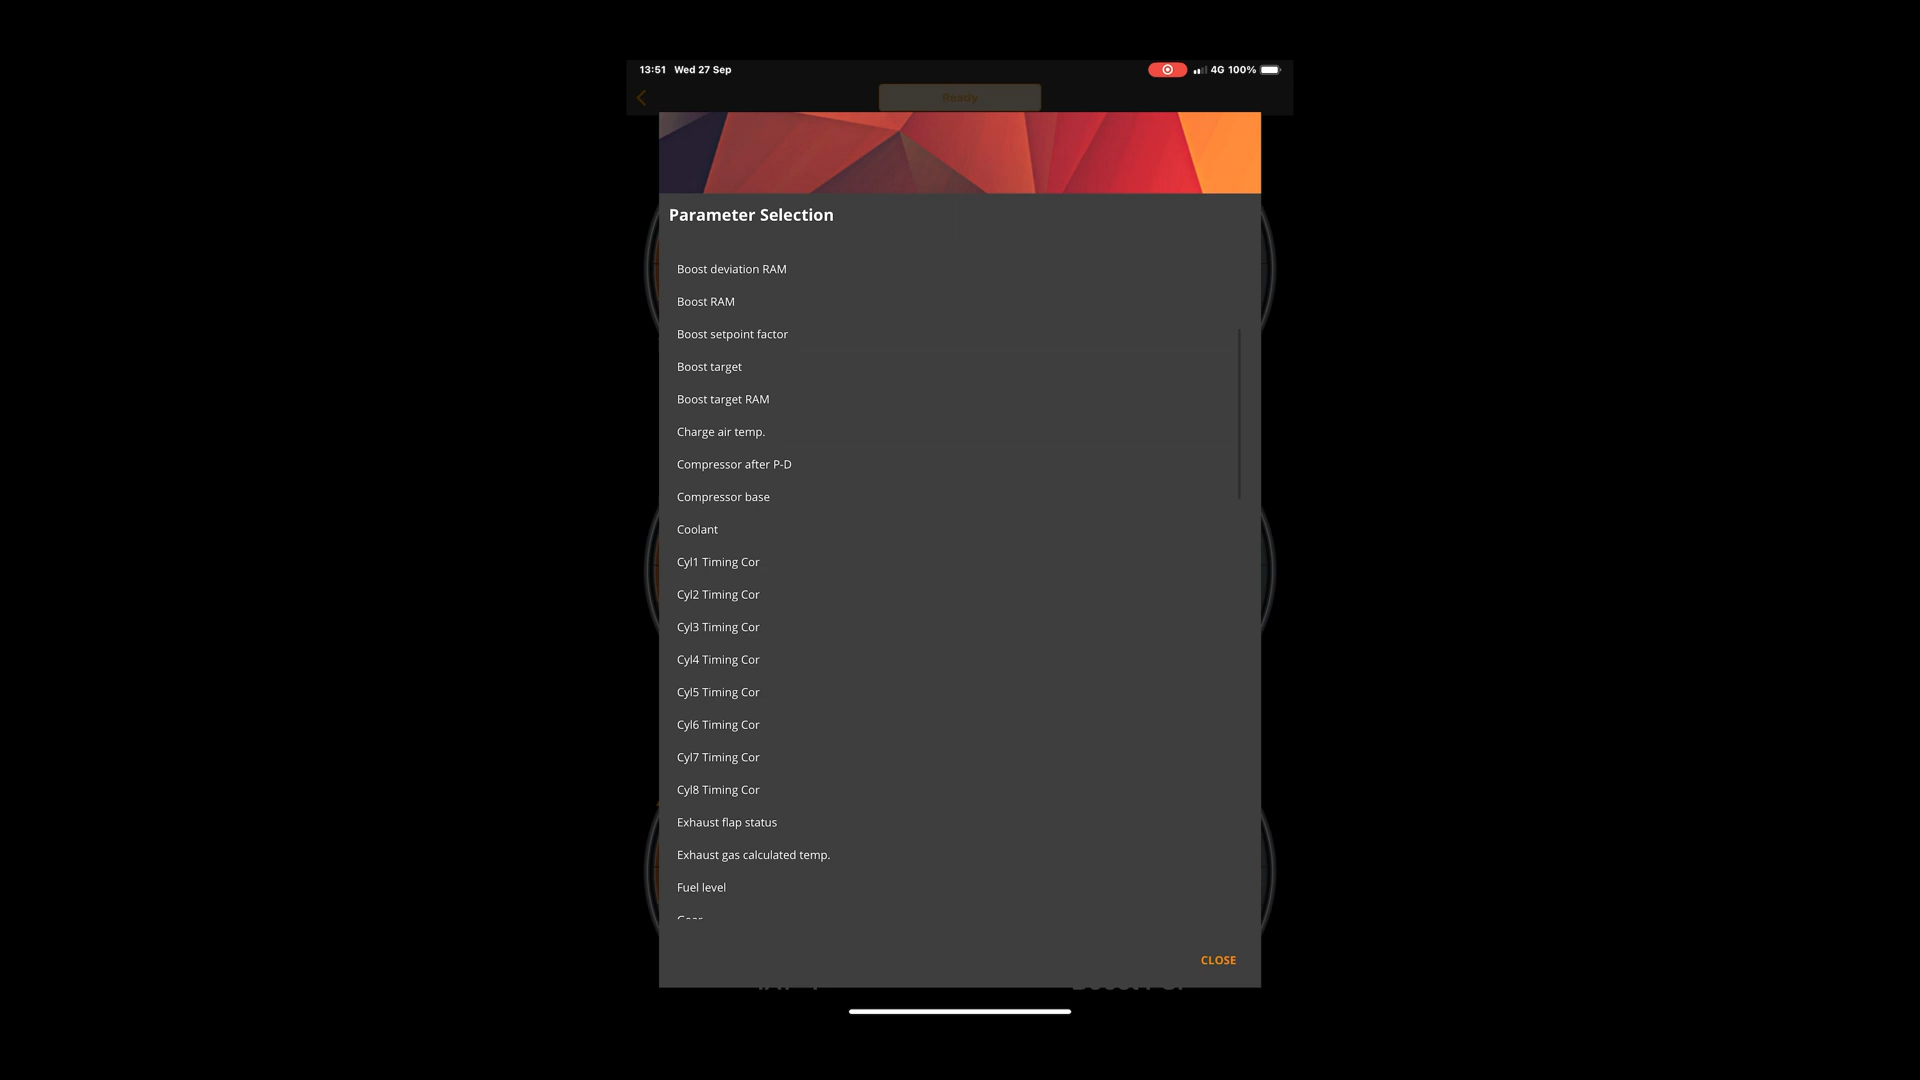 13:51 Wed 27 Sep
4G 100%
Ready
Parameter Selection
Boost deviation RAM
Boost RAM
Boost setpoint factor
Boost target
Boost target RAM
Charge air temp.
Compressor after P-D
Compressor base
Coolant
Cyl1 Timing Cor
Cyl2 Timing Cor
Cyl3 Timing Cor
Cyl4 Timing Cor
Cyl5 Timing Cor
Cyl6 Timing Cor
Cyl7 Timing Cor
Cyl8 Timing Cor
Exhaust flap status
Exhaust gas calculated temp.
Fuel level
CLOSE